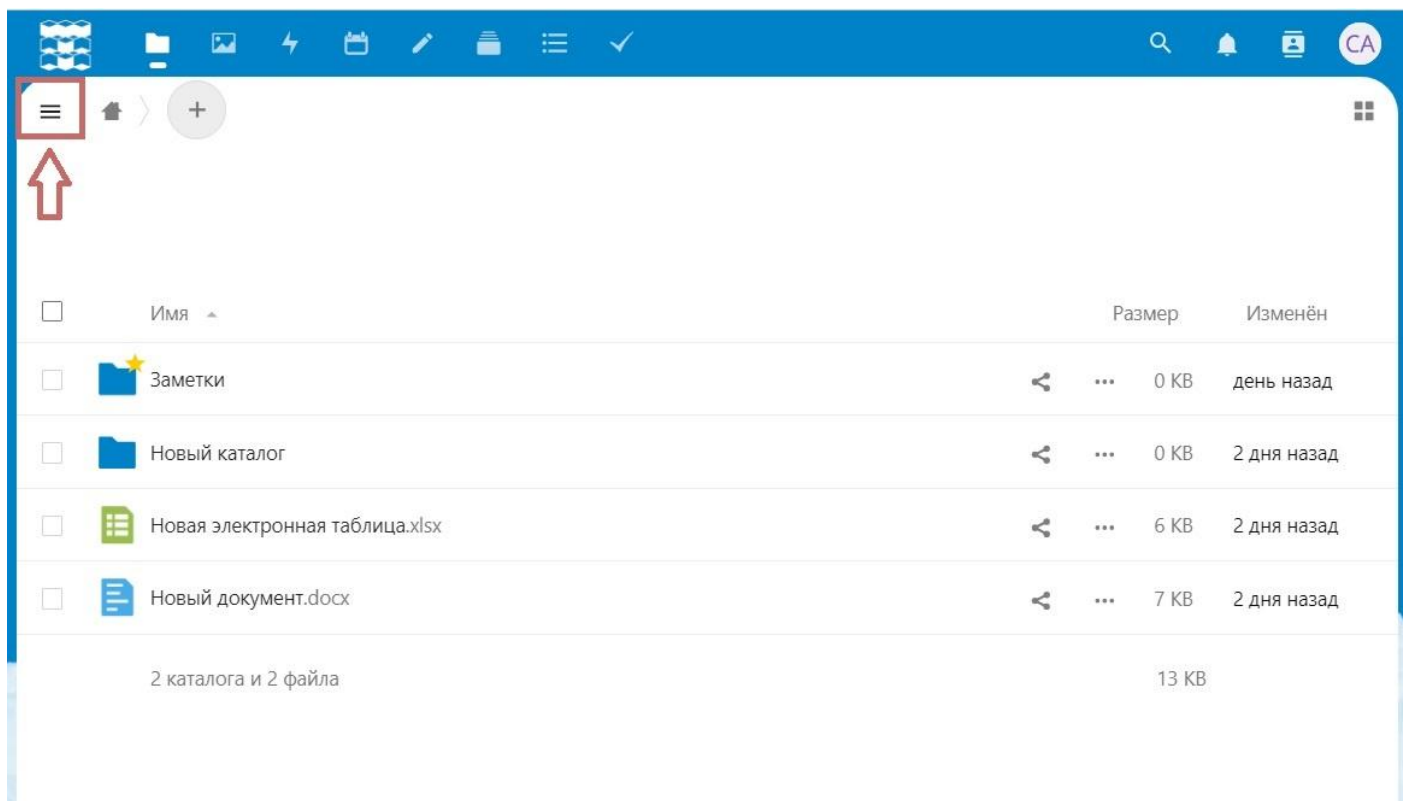 CA
Имя Размер Изменён
Заметки 0 KB день назад
Новый каталог 0 KB 2 дня назад
Новая электронная таблица.xlsx 6 KB 2 дня назад
Новый документ.docx 7 KB 2 дня назад
2 каталога и 2 файла 13 KB